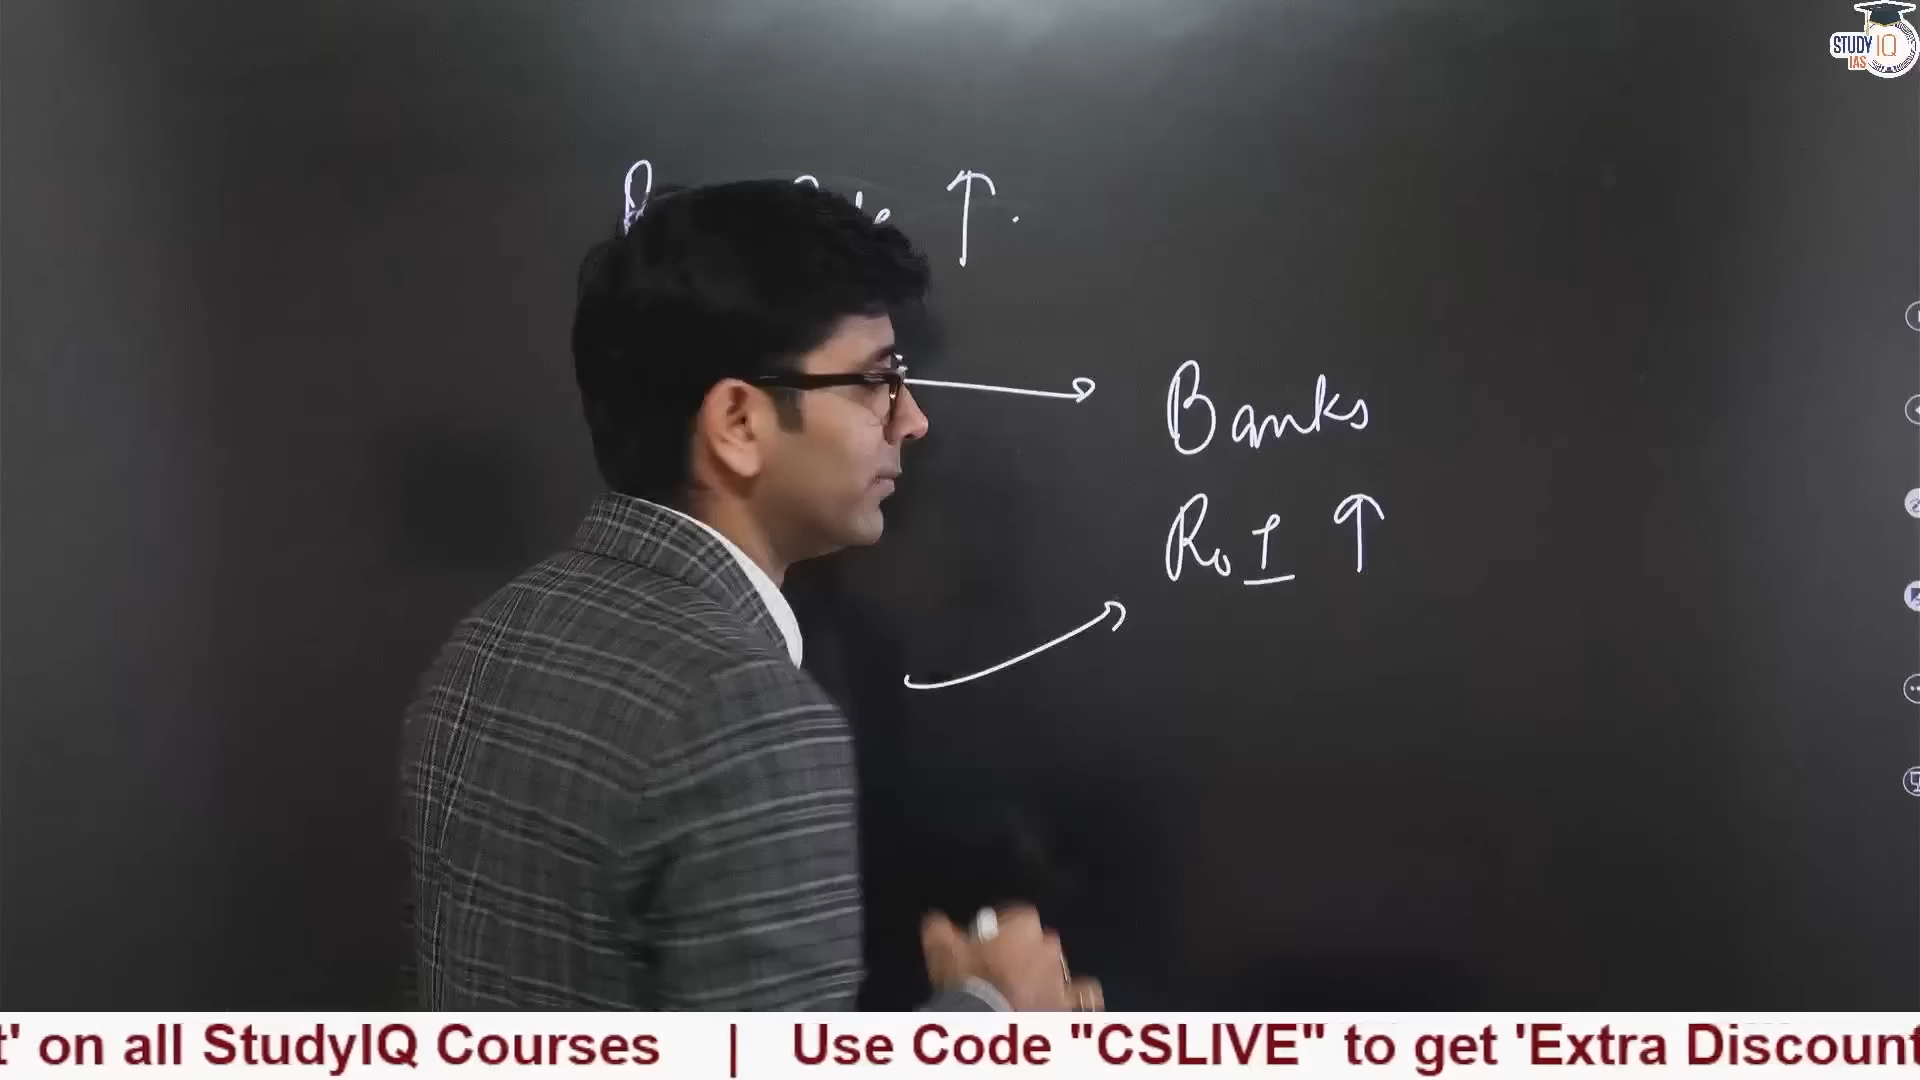 STUDY IQ
IAS
↑.
Banks
RoI ↑
t' on all StudyIQ Courses | Use Code "CSLIVE" to get 'Extra Discount